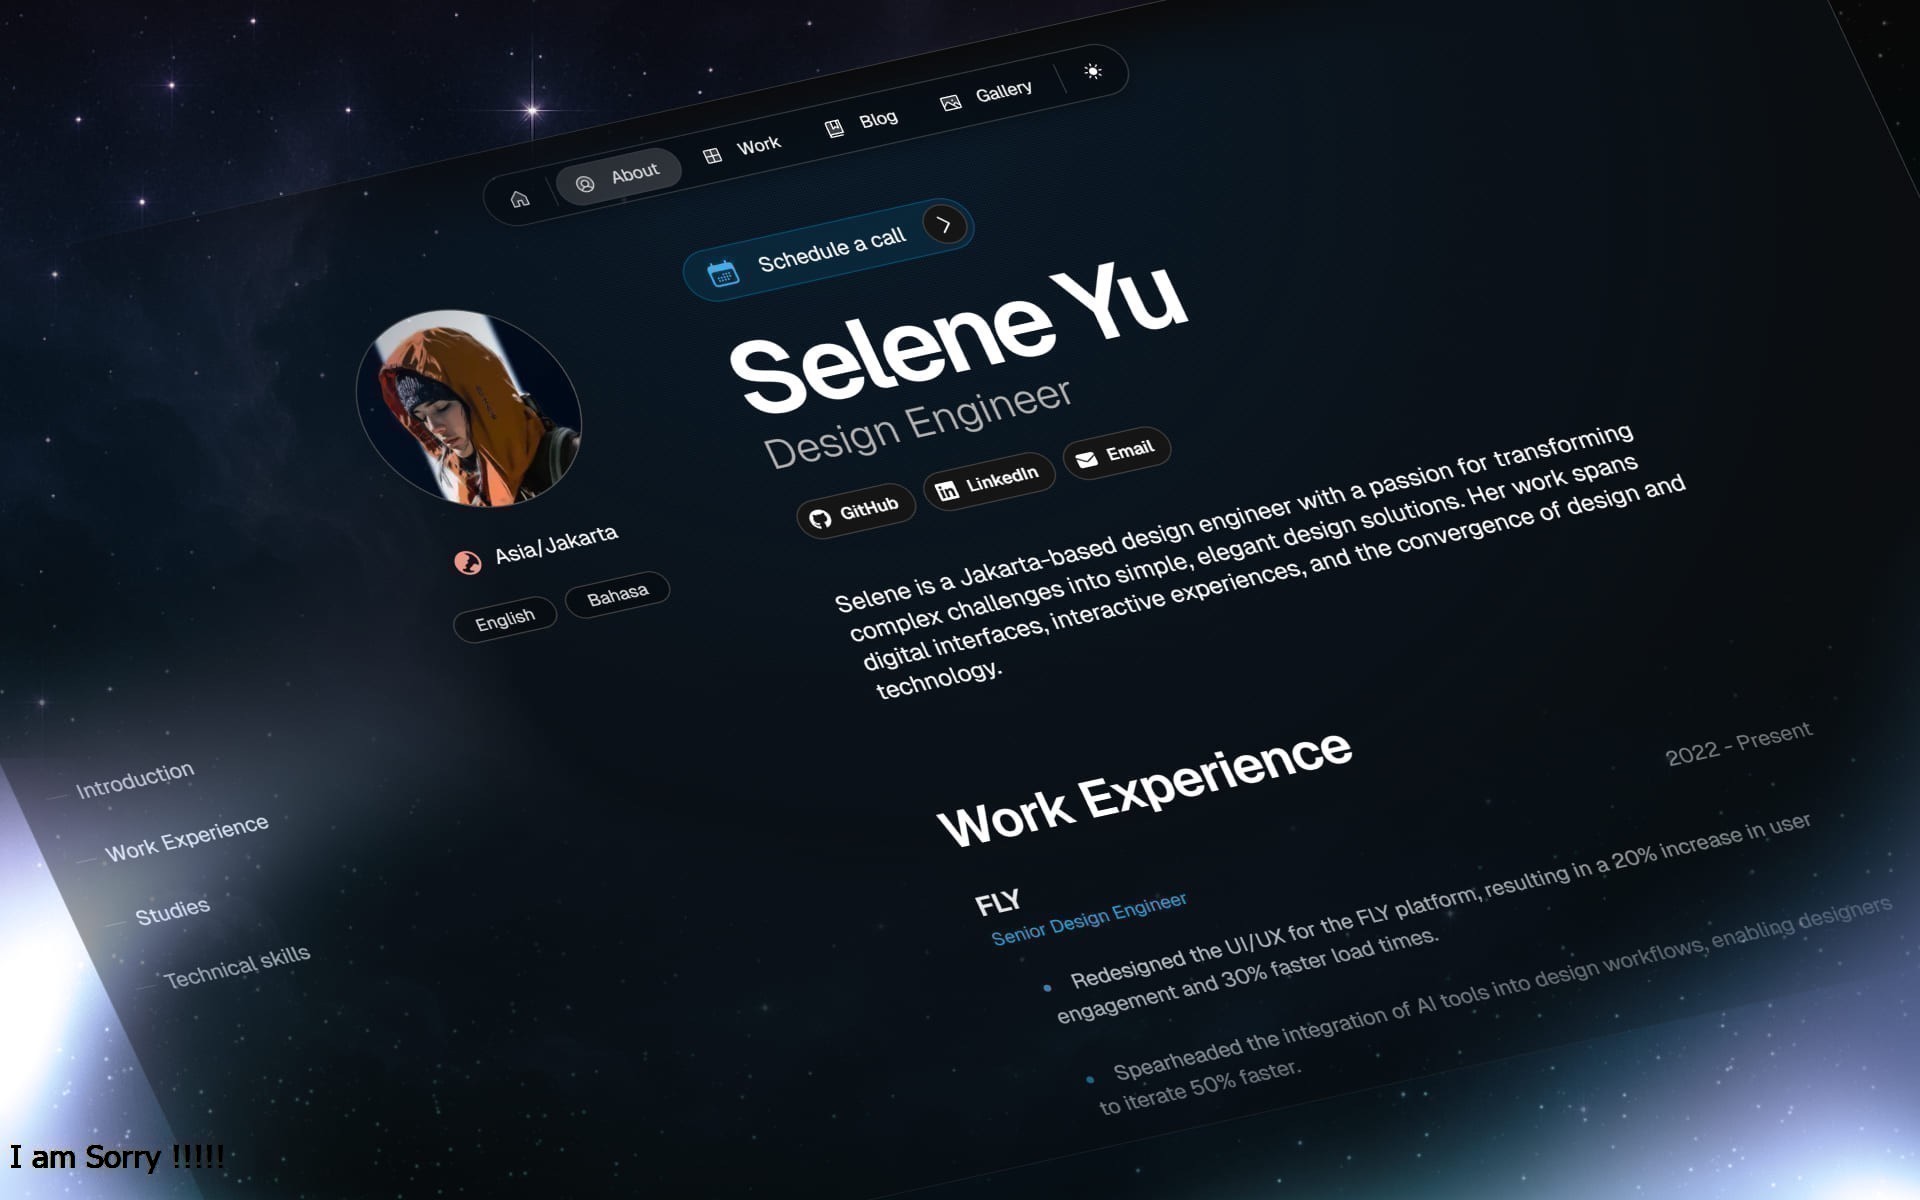 About
Work
Blog
Gallery
Schedule a call
Selene Yu
Design Engineer
GitHub
LinkedIn
Email
Asia/Jakarta
English
Bahasa
Selene is a Jakarta-based design engineer with a passion for transforming
complex challenges into simple, elegant design solutions. Her work spans
digital interfaces, interactive experiences, and the convergence of design and
technology.
Introduction
Work Experience
Studies
Technical skills
Work Experience
2022 - Present
FLY
Senior Design Engineer
Redesigned the UI/UX for the FLY platform, resulting in a 20% increase in user
engagement and 30% faster load times.
Spearheaded the integration of AI tools into design workflows, enabling designers
to iterate 50% faster.
I am Sorry !!!!!